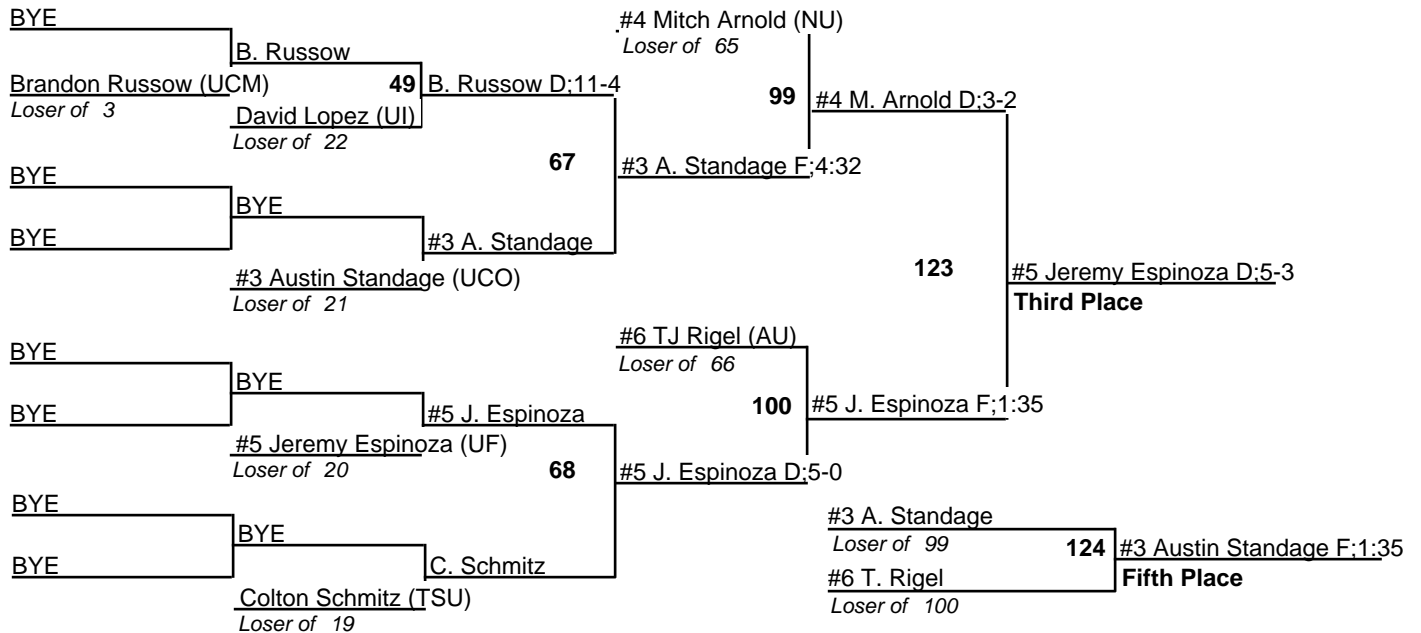 BYE
Brandon Russow (UCM)
Loser of 3
B. Russow
49
David Lopez (UI)
Loser of 22
B. Russow D;11-4
BYE
BYE
BYE
#3 Austin Standage (UCO)
Loser of 21
#3 A. Standage
67
#4 Mitch Arnold (NU)
Loser of 65
99
#3 A. Standage F;4:32
#4 M. Arnold D;3-2
123
#5 Jeremy Espinoza D;5-3
Third Place
BYE
BYE
BYE
#5 Jeremy Espinoza (UF)
Loser of 20
#5 J. Espinoza
68
BYE
BYE
BYE
Colton Schmitz (TSU)
Loser of 19
C. Schmitz
#6 TJ Rigel (AU)
Loser of 66
100
#5 J. Espinoza D;5-0
#5 J. Espinoza F;1:35
#3 A. Standage
Loser of 99
124
#6 T. Rigel
Loser of 100
#3 Austin Standage F;1:35
Fifth Place